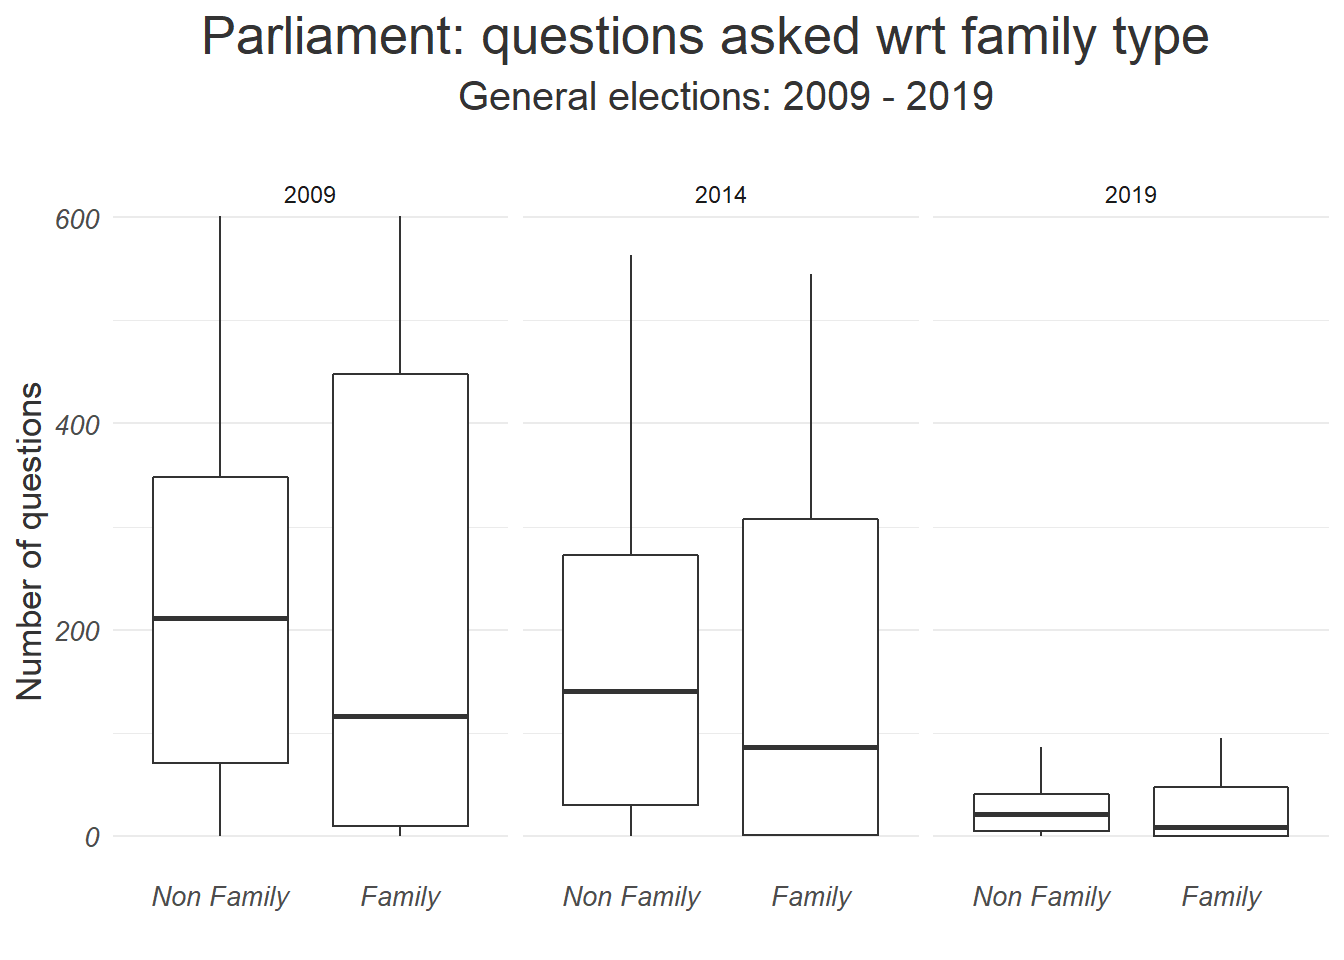 Parliament: questions asked wrt family type
General elections: 2009 - 2019
2009
2014
2019
600
400
200
0
Number of questions
Non Family
Family
Non Family
Family
Non Family
Family